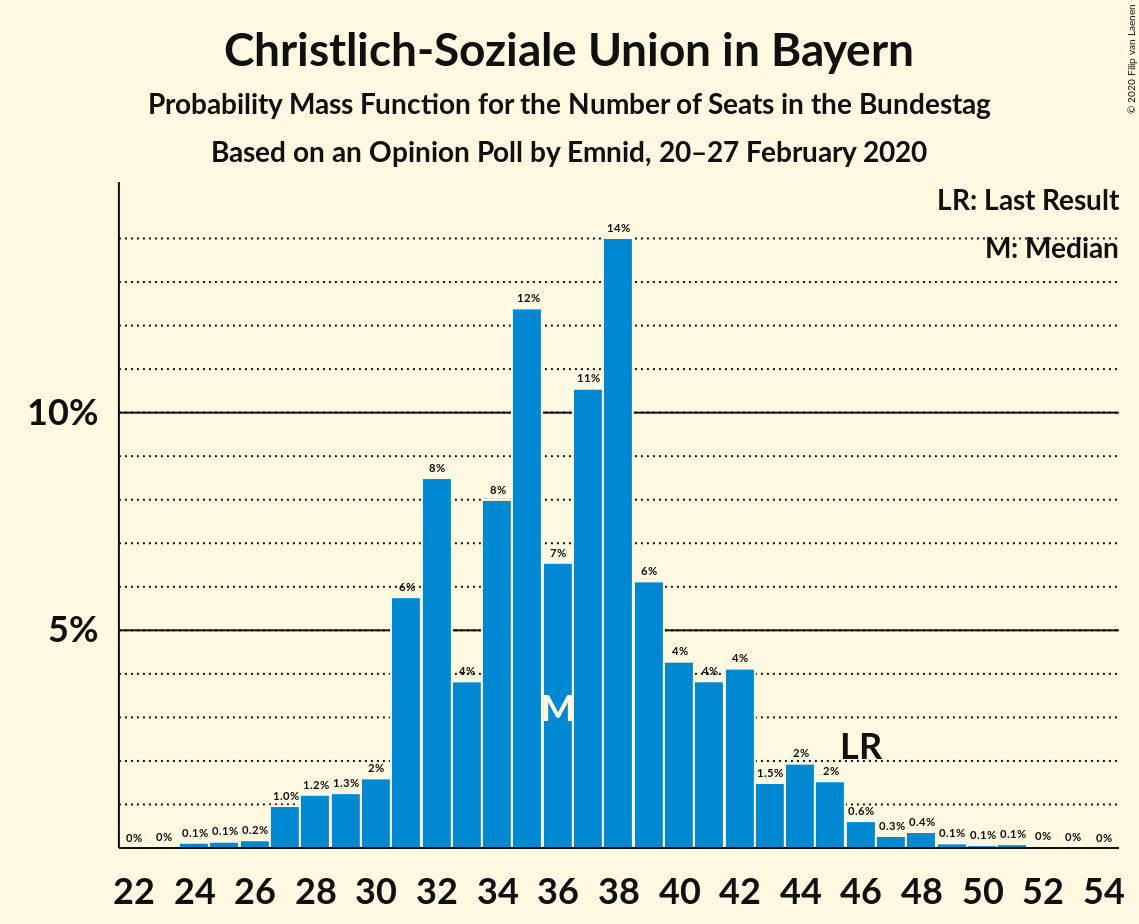 Christlich-Soziale Union in Bayern
Probability Mass Function for the Number of Seats in the Bundestag
Based on an Opinion Poll by Emnid, 20–27 February 2020
© 2020 Filip van Laenen
LR: Last Result
M: Median
10%
5%
0% 0% 0.1% 0.1% 0.2% 1.0% 1.2% 1.3% 2% 6% 8% 4% 8% 12% 7% 11% 14% 6% 4% 4% 4% 1.5% 2% 2% 0.6% 0.3% 0.4% 0.1% 0.1% 0.1% 0% 0% 0%
M
LR
22 24 26 28 30 32 34 36 38 40 42 44 46 48 50 52 54